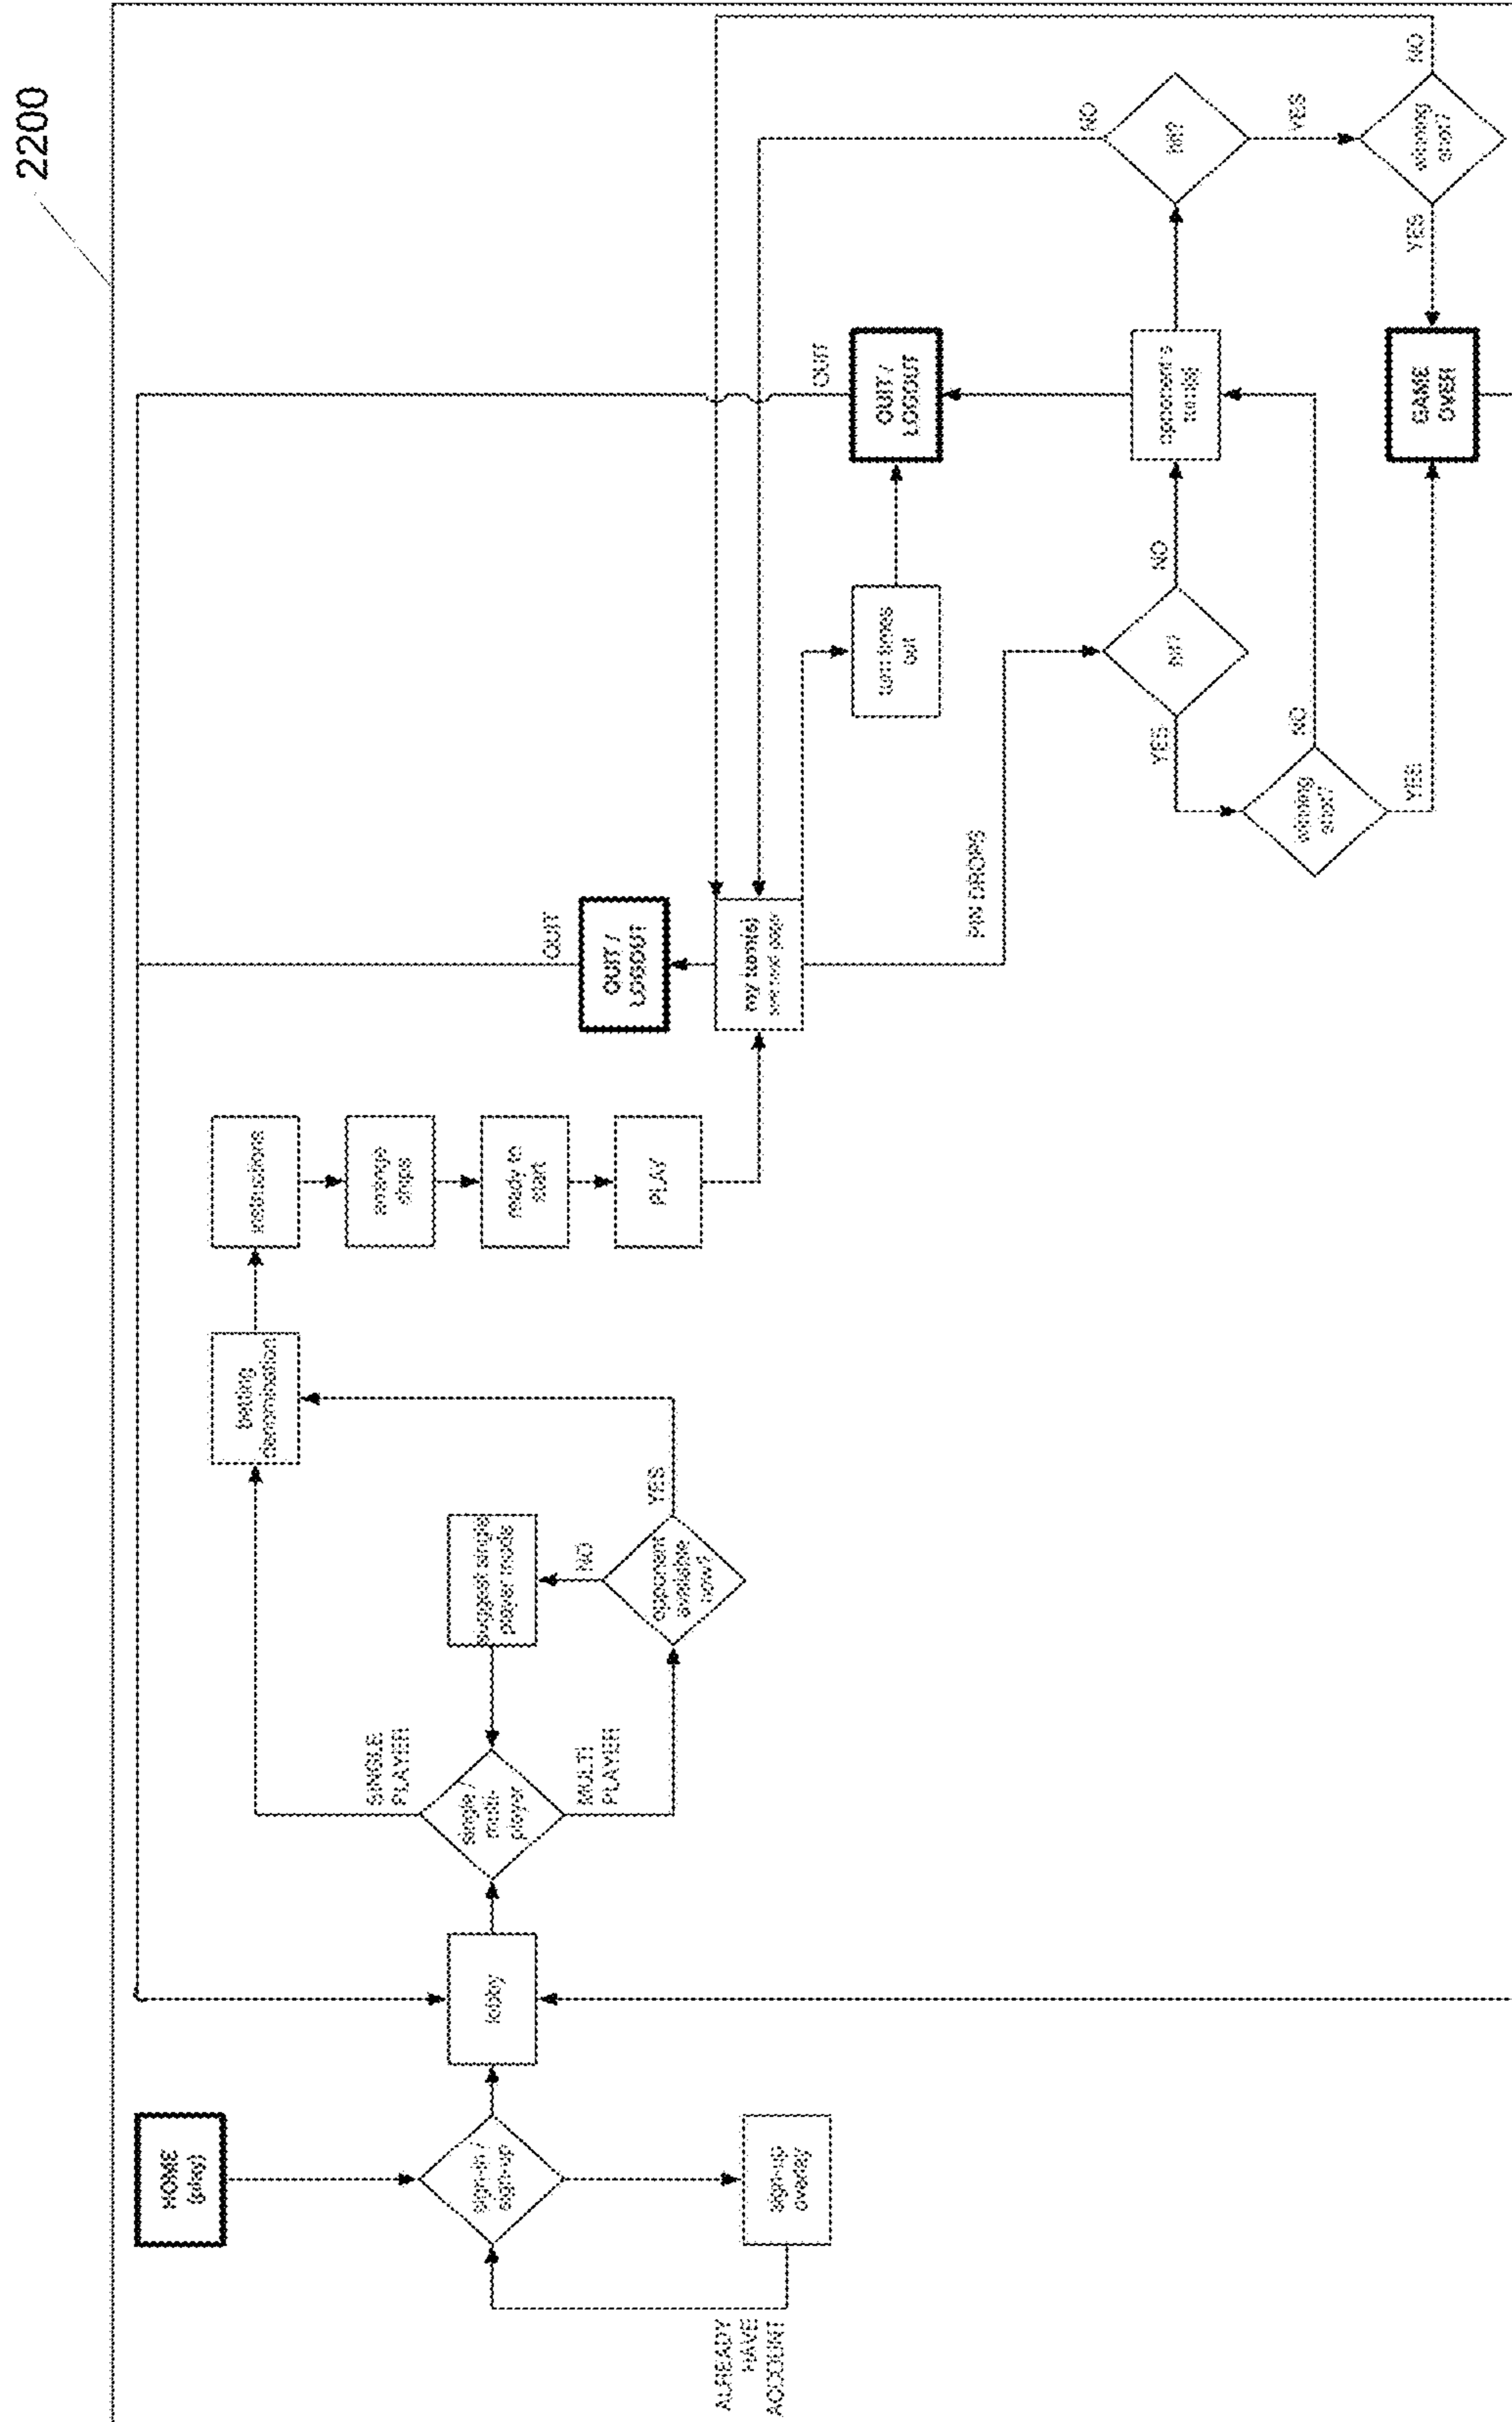 2200
HOME
(play)
sign-in /
sign-up
sign-up
overlay
ALREADY
HAVE
ACCOUNT
lobby
single /
multi-
player
SINGLE
PLAYER
MULTI
PLAYER
suggest single
player mode
NO
opponent
available
now?
YES
betting
denomination
instructions
arrange
ships
ready to
start
PLAY
QUIT
QUIT /
LOGOUT
my turn(s)
PIN DROPS
turn times
out
QUIT
QUIT /
LOGOUT
hit?
YES
NO
winning
shot?
NO
YES
opponent's
turn(s)
hit?
NO
YES
winning
shot?
NO
YES
GAME
OVER